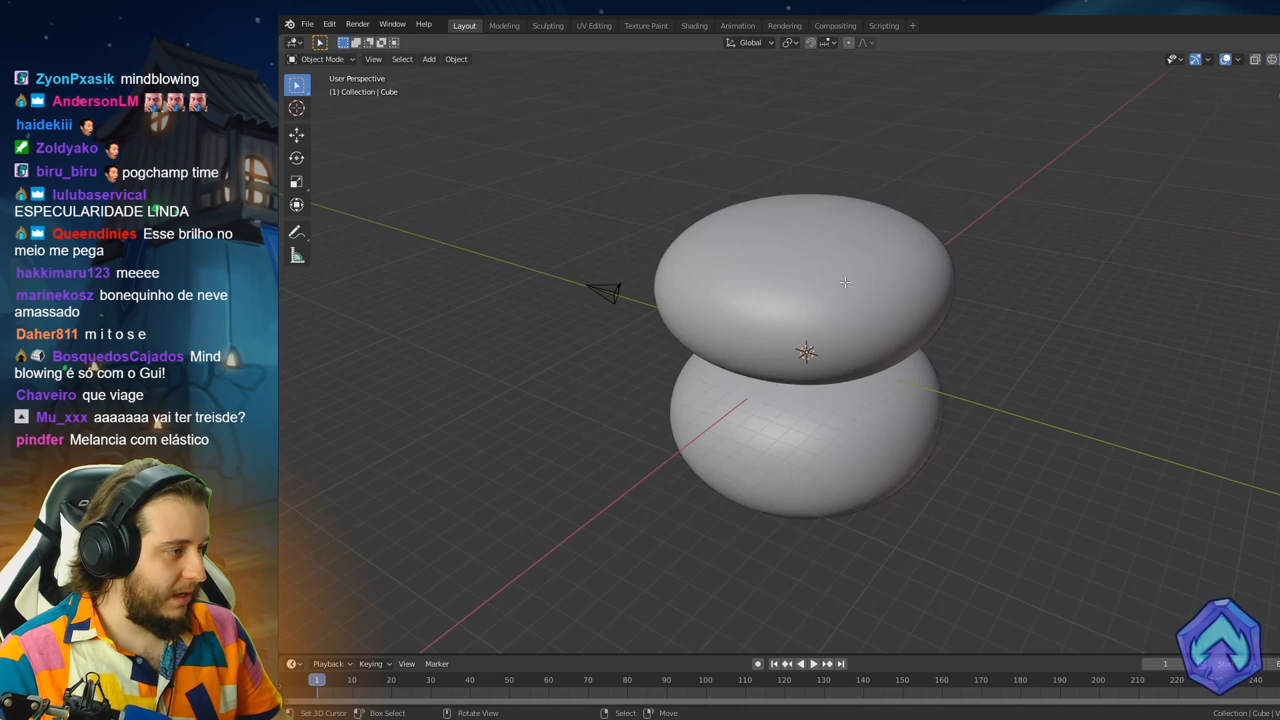 ZyonPxasik mindblowing
AndersonLM
haidekiii
Zoldyako
biru_biru pogchamp time
lulubaservical
ESPECULARIDADE LINDA
Queendinies Esse brilho no
meio me pega
hakkimaru123 meeee
marinekosz bonequinho de neve
amassado
Daher811 m i t o s e
BosquedosCajados Mind
blowing é só com o Gui!
Chaveiro que viage
Mu_xxx aaaaaaa vai ter treisde?
pindfer Melancia com elástico
File Edit Render Window Help Layout Modeling Sculpting UV Editing Texture Paint Shading Animation Rendering Compositing Scripting +
Global
Object Mode View Select Add Object
User Perspective
(1) Collection | Cube
Playback Keying View Marker 1
1 10 20 30 40 50 60 70 80 90 100 110 120 130 140 150 160 170 180 190 200 210 220 230 240
Set 3D Cursor Box Select Rotate View Select Move Collection | Cube